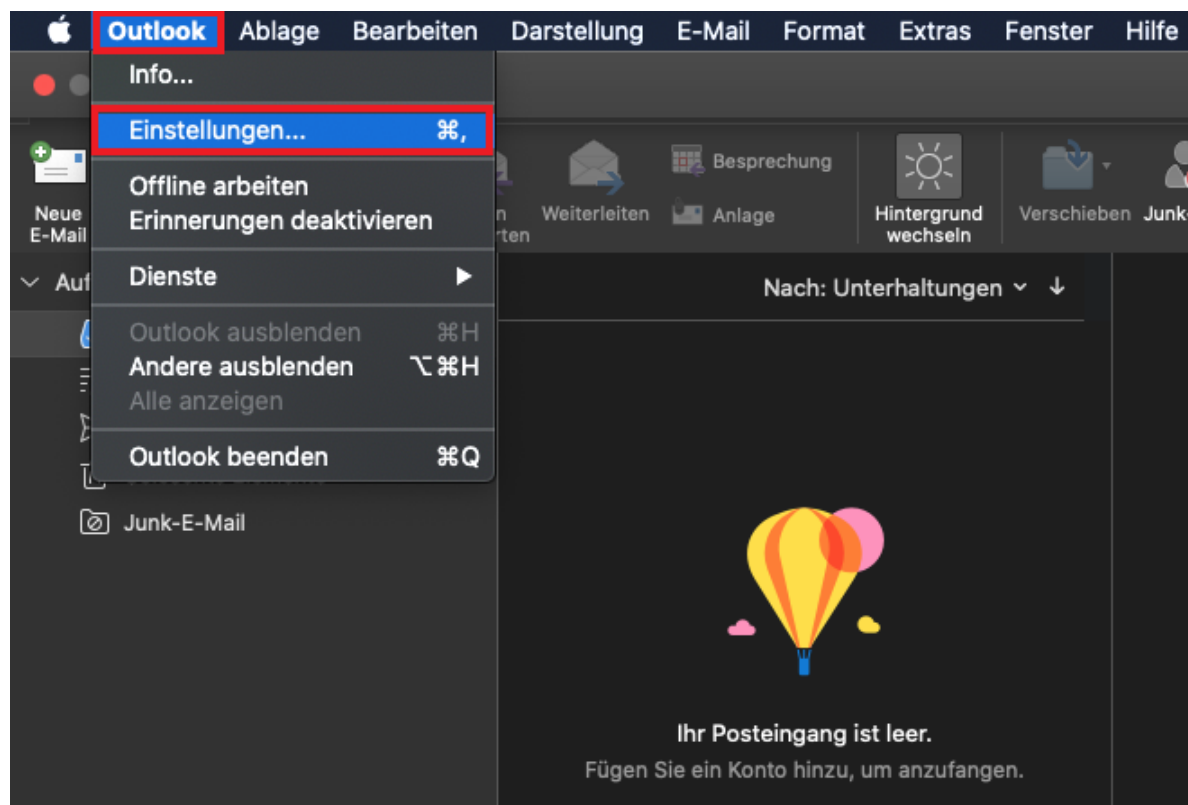 Outlook Ablage Bearbeiten Darstellung E-Mail Format Extras Fenster Hilfe
Info...
Einstellungen... ⌘,
Offline arbeiten
Erinnerungen deaktivieren
Dienste
Outlook ausblenden ⌘H
Andere ausblenden ⌥⌘H
Alle anzeigen
Outlook beenden ⌘Q
Neue
E-Mail
Weiterleiten
Besprechung
Anlage
Hintergrund
wechseln
Verschieben
Junk-
Nach: Unterhaltungen
Junk-E-Mail
Ihr Posteingang ist leer.
Fügen Sie ein Konto hinzu, um anzufangen.